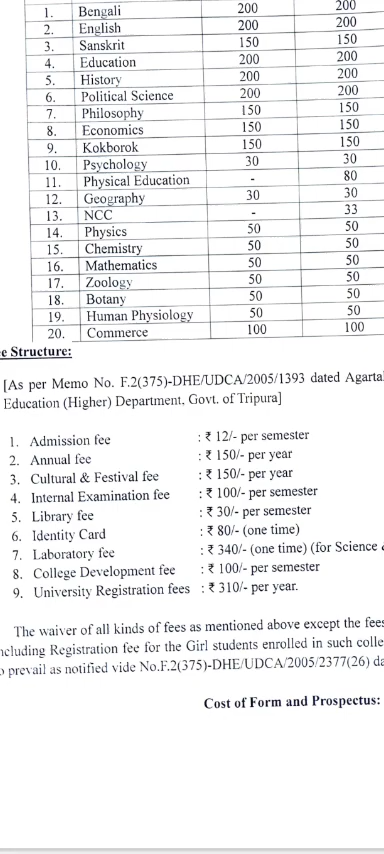 1. Bengali 200 200
2. English 200 200
3. Sanskrit 150 150
4. Education 200 200
5. History 200 200
6. Political Science 200 200
7. Philosophy 150 150
8. Economics 150 150
9. Kokborok 150 150
10. Psychology 30 30
11. Physical Education - 80
12. Geography 30 30
13. NCC - 33
14. Physics 50 50
15. Chemistry 50 50
16. Mathematics 50 50
17. Zoology 50 50
18. Botany 50 50
19. Human Physiology 50 50
20. Commerce 100 100
e Structure:
[As per Memo No. F.2(375)-DHE/UDCA/2005/1393 dated Agarta
Education (Higher) Department, Govt. of Tripura]
1. Admission fee : ₹ 12/- per semester
2. Annual fee : ₹ 150/- per year
3. Cultural & Festival fee : ₹ 150/- per year
4. Internal Examination fee : ₹ 100/- per semester
5. Library fee : ₹ 30/- per semester
6. Identity Card : ₹ 80/- (one time)
7. Laboratory fee : ₹ 340/- (one time) (for Science &
8. College Development fee : ₹ 100/- per semester
9. University Registration fees : ₹ 310/- per year.
The waiver of all kinds of fees as mentioned above except the fees
ncluding Registration fee for the Girl students enrolled in such colle
o prevail as notified vide No.F.2(375)-DHE/UDCA/2005/2377(26) da
Cost of Form and Prospectus: